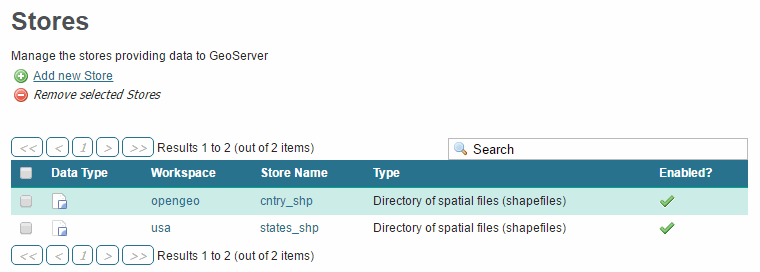 Stores
Manage the stores providing data to GeoServer
Add new Store
Remove selected Stores
<< < 1 > >> Results 1 to 2 (out of 2 items) Search
Data Type Workspace Store Name Type Enabled?
opengeo cntry_shp Directory of spatial files (shapefiles)
usa states_shp Directory of spatial files (shapefiles)
<< < 1 > >> Results 1 to 2 (out of 2 items)